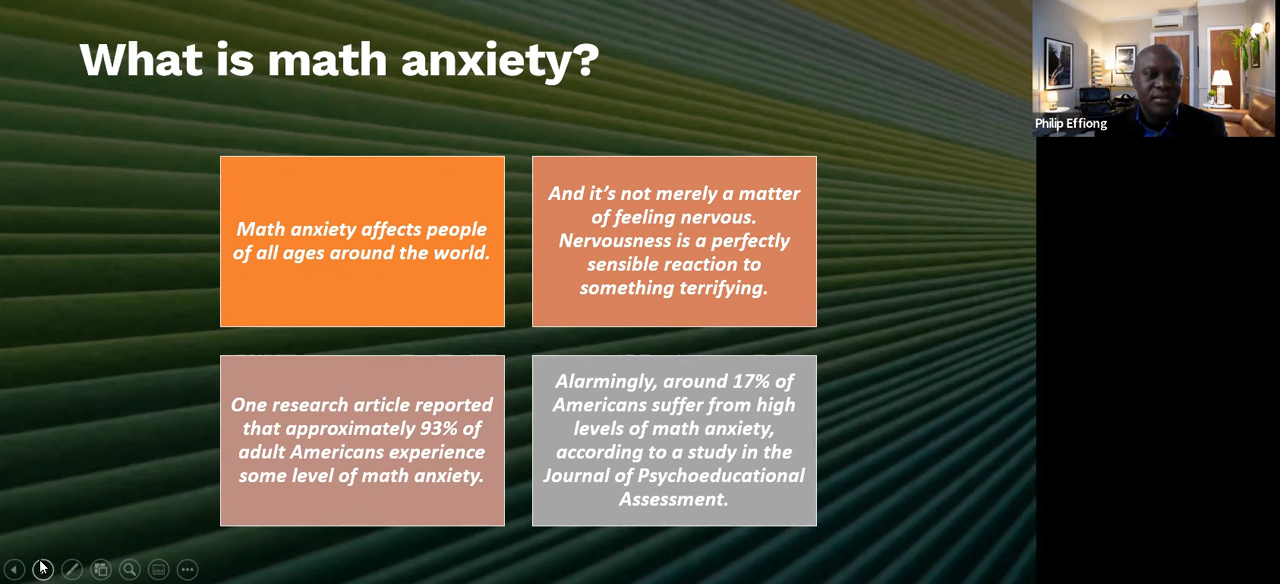 What is math anxiety?
Philip Effiong
Math anxiety affects people
of all ages around the world.
And it’s not merely a matter
of feeling nervous.
Nervousness is a perfectly
sensible reaction to
something terrifying.
One research article reported
that approximately 93% of
adult Americans experience
some level of math anxiety.
Alarmingly, around 17% of
Americans suffer from high
levels of math anxiety,
according to a study in the
Journal of Psychoeducational
Assessment.